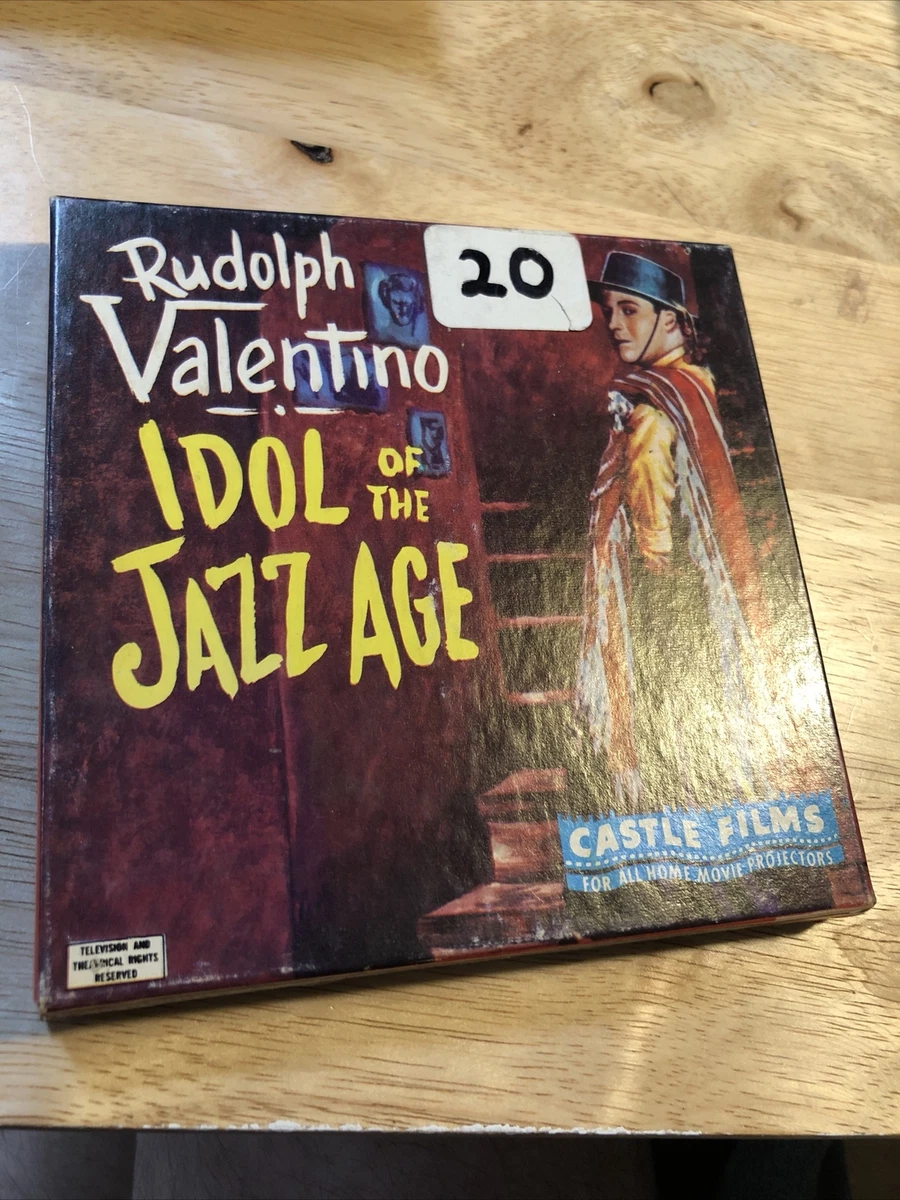 Rudolph
Valentino
20
IDOL OF
THE
JAZZ AGE
CASTLE FILMS
FOR ALL HOME MOVIE PROJECTORS
TELEVISION AND
THEATRICAL RIGHTS
RESERVED